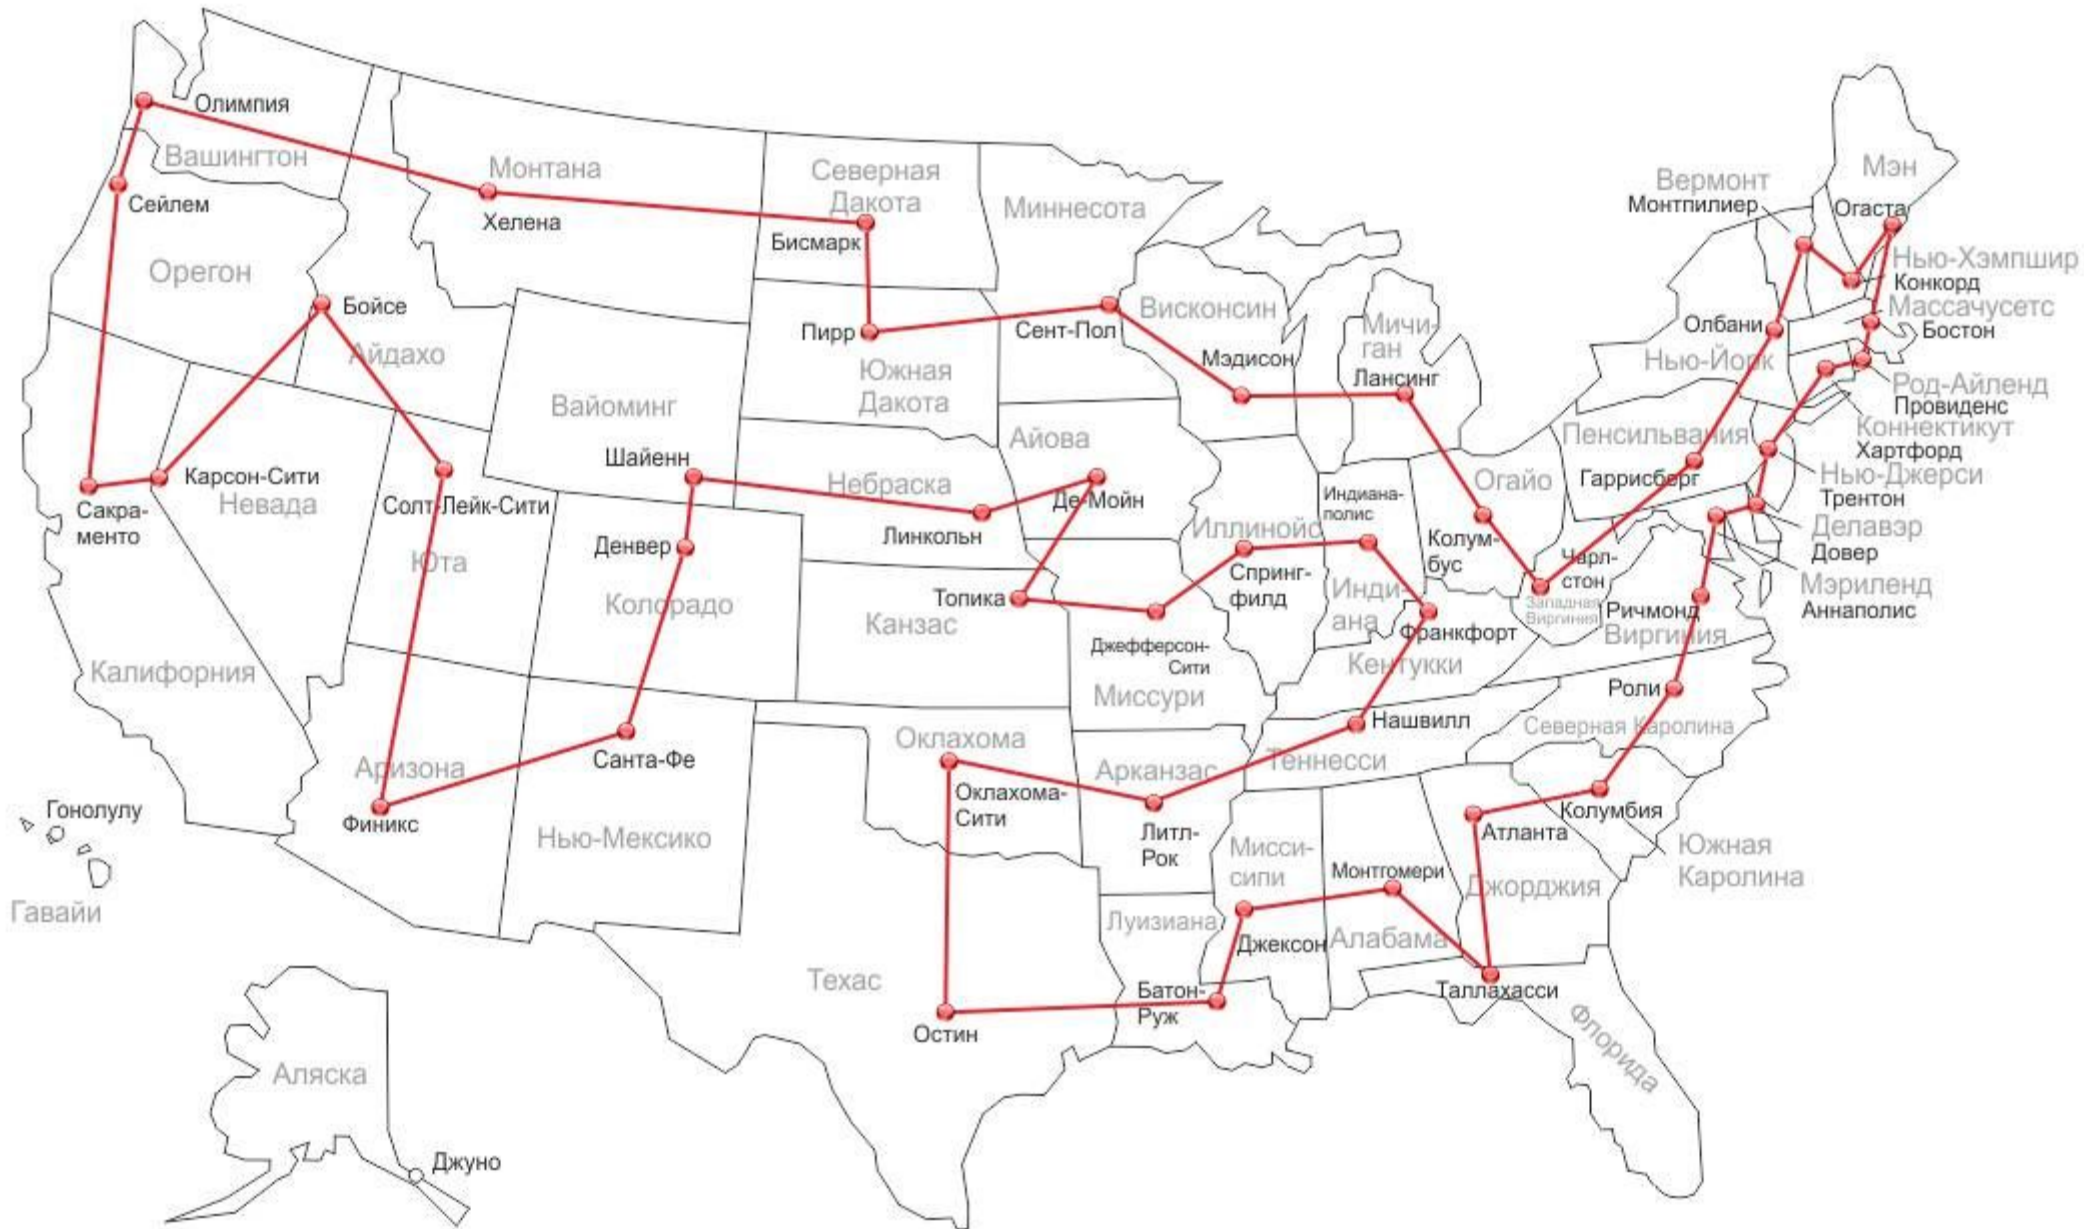 Олимпия
Вашингтон
Монтана
Хелена
Северная
Дакота
Бисмарк
Миннесота
Сейлем
Орегон
Бойсе
Айдахо
Пирр
Южная
Дакота
Сент-Пол
Висконсин
Мэдисон
Мичи-
ган
Лансинг
Вермонт
Монтпилиер
Мэн
Огаста
Нью-Хэмпшир
Конкорд
Массачусетс
Бостон
Олбани
Нью-Йорк
Род-Айленд
Провиденс
Коннектикут
Хартфорд
Нью-Джерси
Трентон
Делавэр
Довер
Мэриленд
Аннаполис
Пенсильвания
Гаррисберг
Вайоминг
Шайенн
Айова
Небраска
Де-Мойн
Линкольн
Карсон-Сити
Невада
Сакра-
менто
Солт-Лейк-Сити
Юта
Денвер
Колорадо
Топика
Канзас
Иллинойс
Спринг-
филд
Индиана-
полис
Инди-
ана
Огайо
Колум-
бус
Чарл-
стон
Западная
Виргиния
Ричмонд
Виргиния
Франкфорт
Кентукки
Джефферсон-
Сити
Миссури
Калифорния
Роли
Северная Каролина
Нашвилл
Теннесси
Оклахома
Оклахома-
Сити
Арканзас
Литл-
Рок
Санта-Фе
Аризона
Финикс
Нью-Мексико
Гонолулу
Гавайи
Колумбия
Атланта
Южная
Каролина
Джорджия
Мисси-
сипи
Монтгомери
Луизиана
Джексон
Алабама
Техас
Батон-
Руж
Остин
Таллахасси
Флорида
Аляска
Джуно